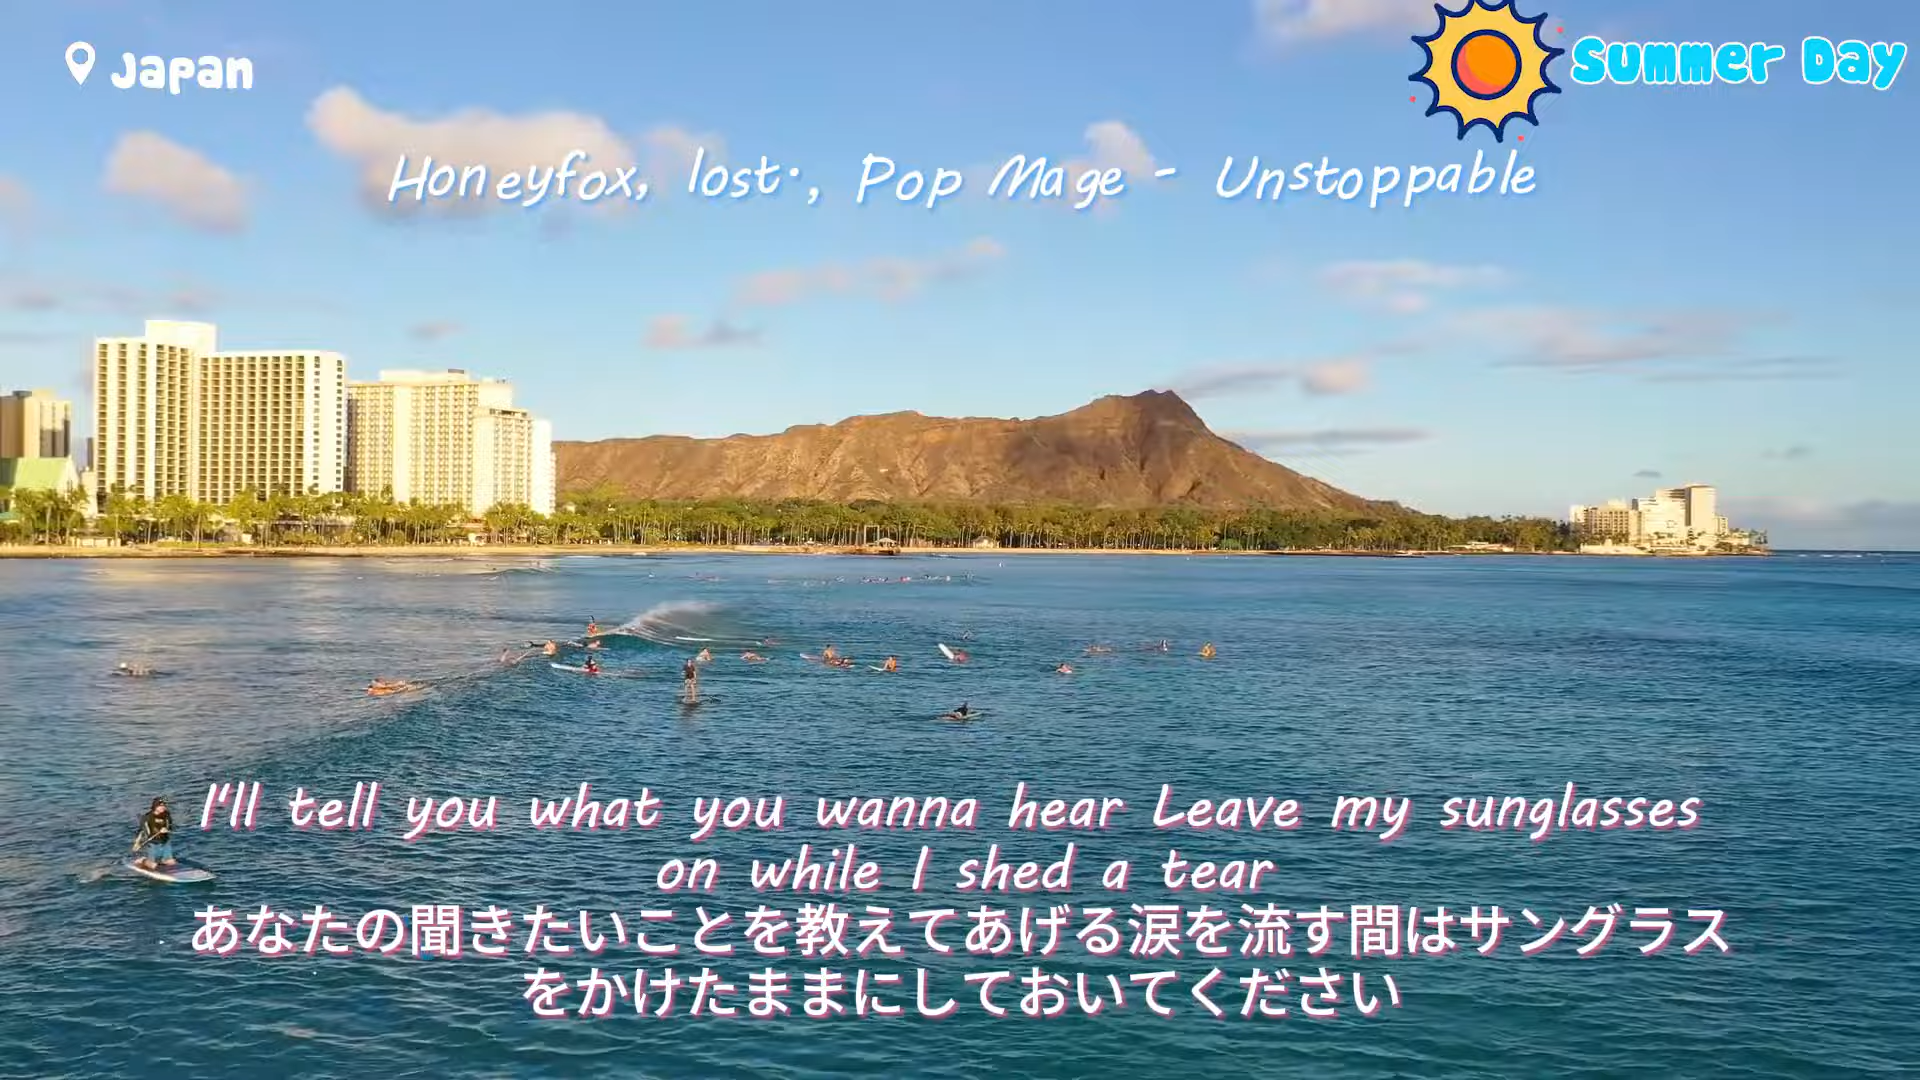 Japan
Summer Day
Honeyfox, lost., Pop Mage - Unstoppable
I'll tell you what you wanna hear Leave my sunglasses
on while I shed a tear
あなたの聞きたいことを教えてあげる涙を流す間はサングラス
をかけたままにしておいてください